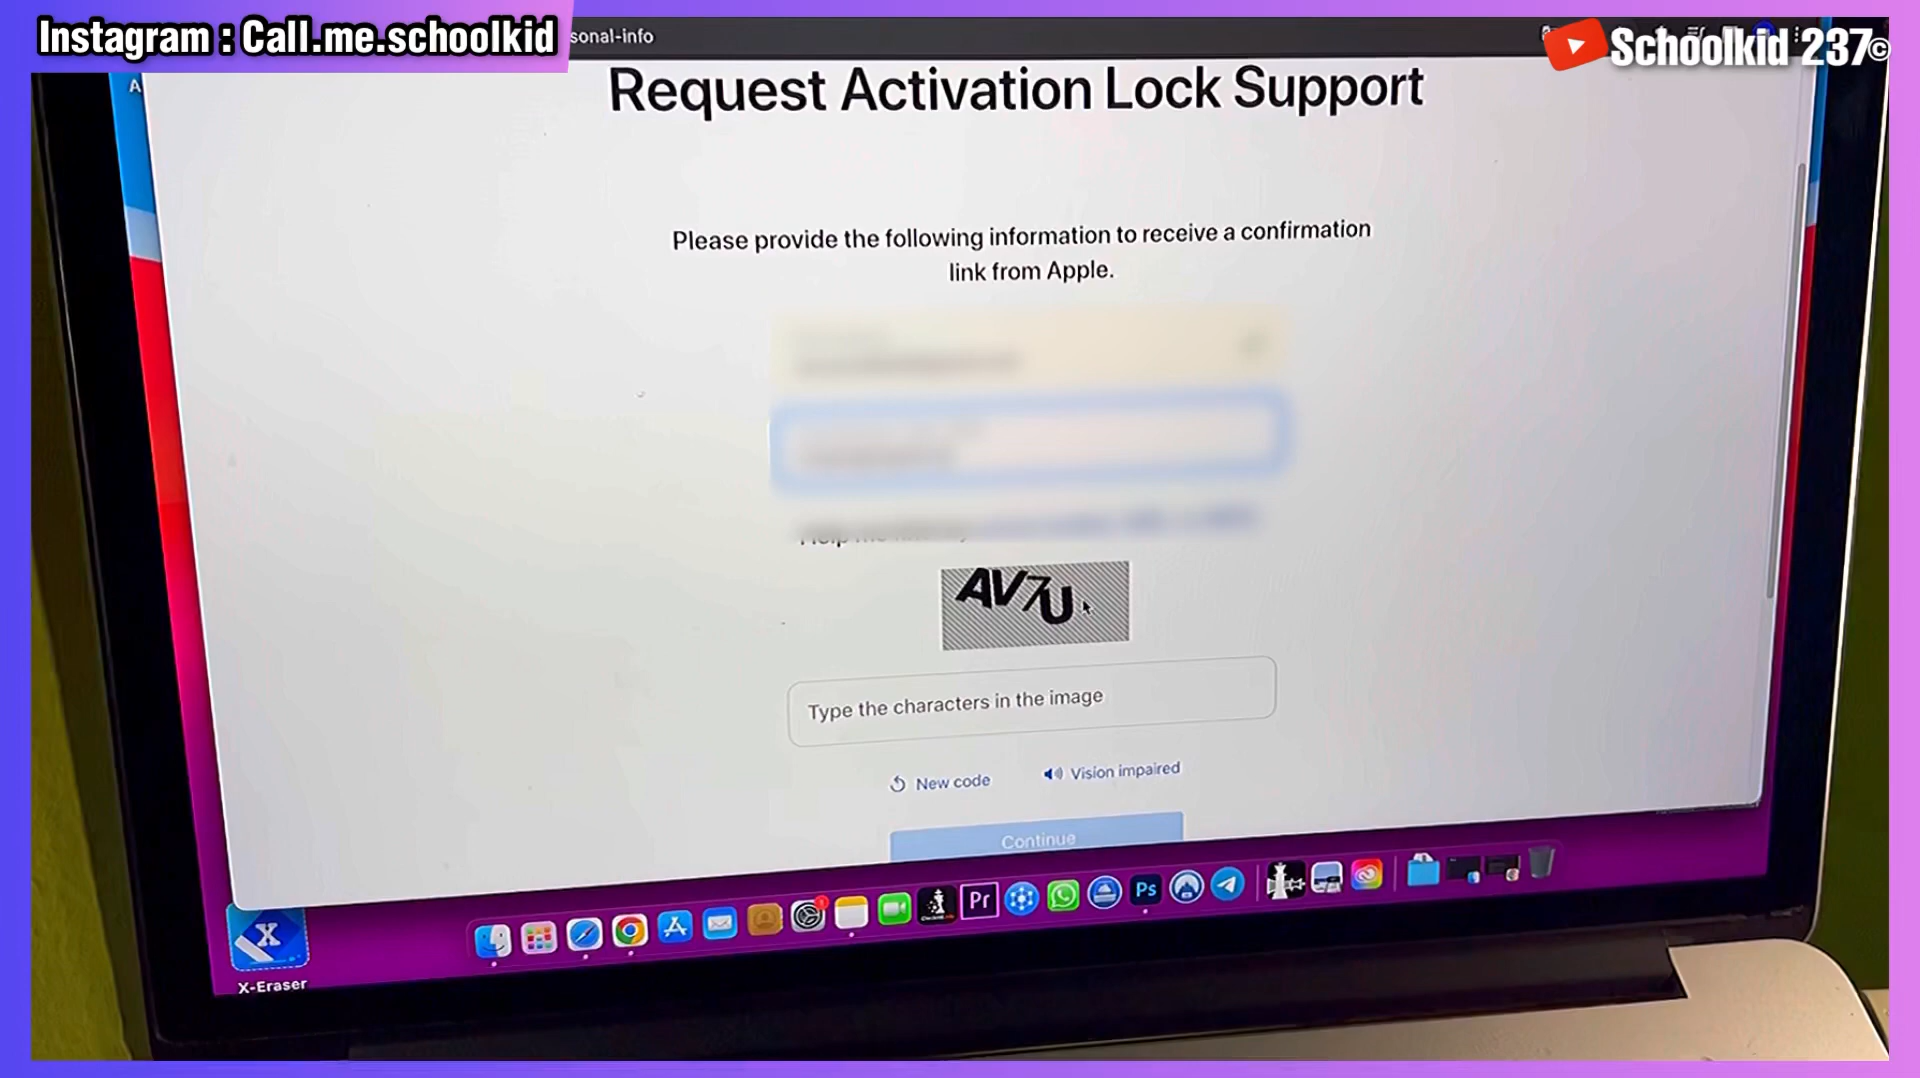 Instagram : Call.me.schoolkid
sonal-info
Schoolkid 237©
A
Request Activation Lock Support
Please provide the following information to receive a confirmation
link from Apple.
AV7U
Type the characters in the image
New code
Vision impaired
Continue
Pr
Ps
X
X-Eraser